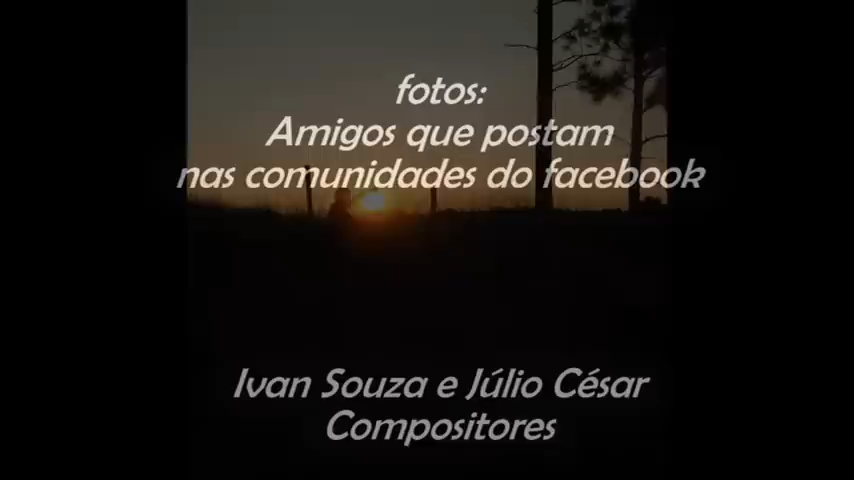 fotos:
Amigos que postam
nas comunidades do facebook
Ivan Souza e Júlio César
Compositores